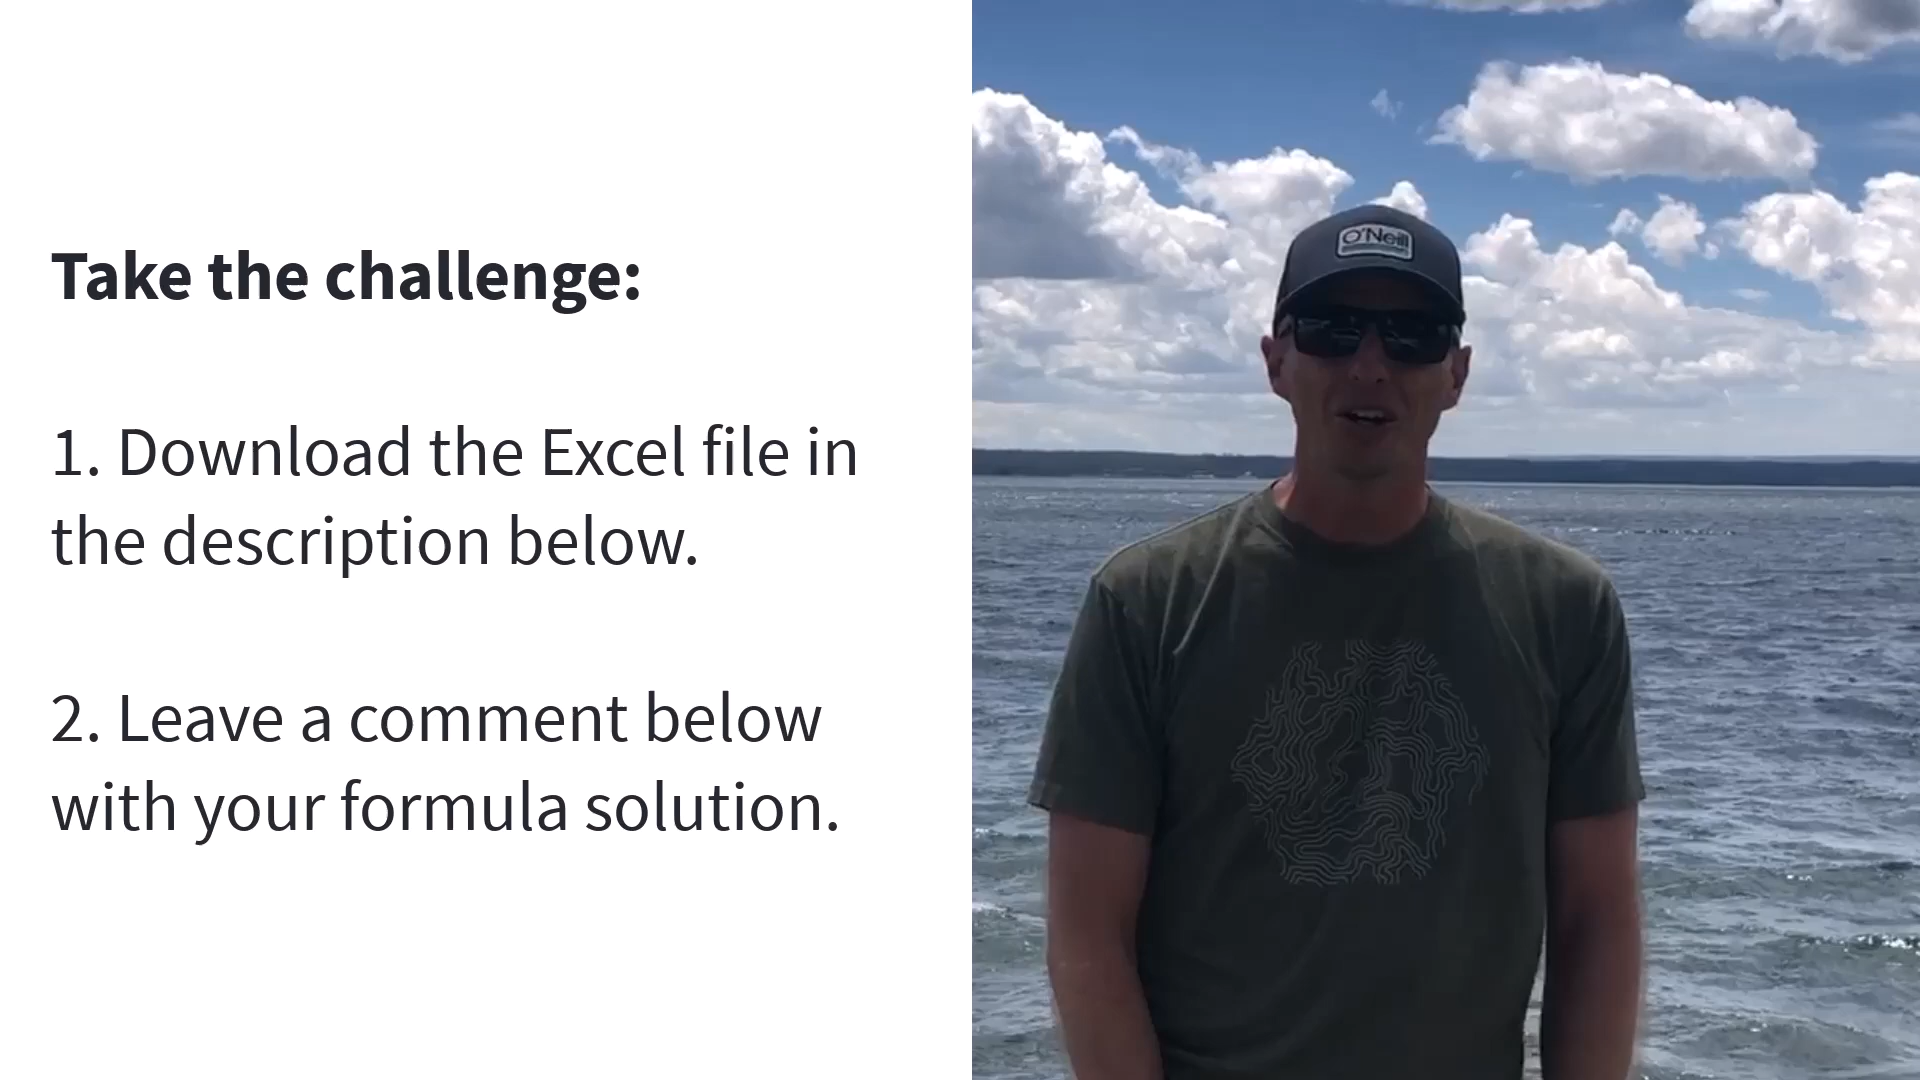 Take the challenge:
1. Download the Excel file in
the description below.
2. Leave a comment below
with your formula solution.
O'Neill